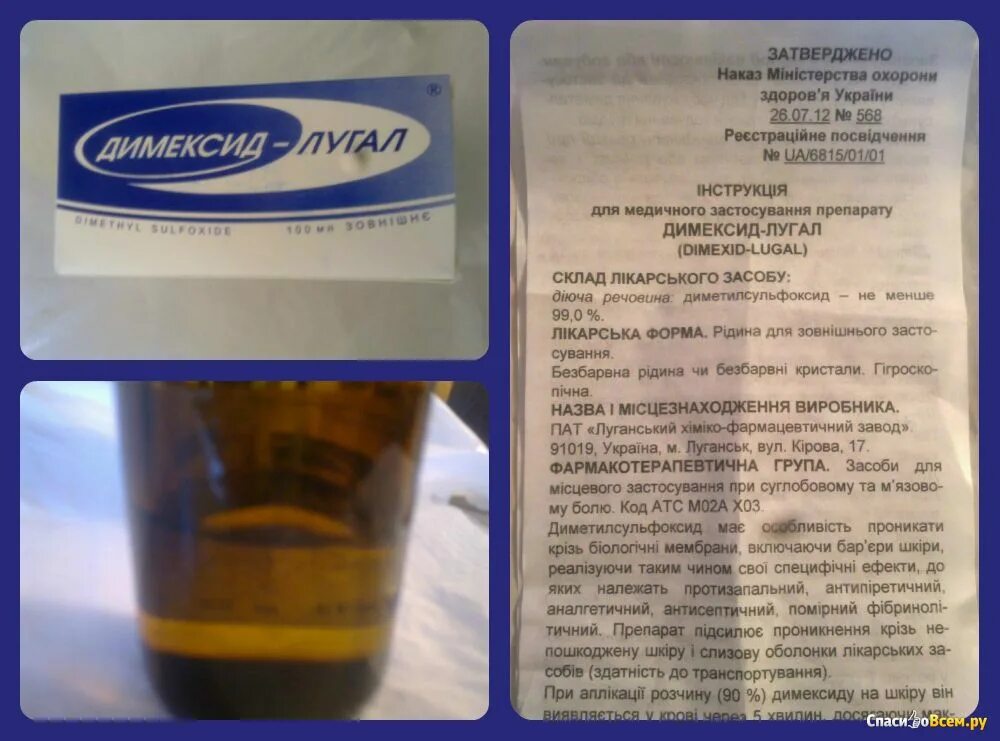 ДИМЕКСИД – ЛУГАЛ ®
DIMETHYL SULFOXIDE 100 мл ЗОВНІШНЄ
ЗАТВЕРДЖЕНО
Наказ Міністерства охорони
здоров'я України
26.07.12 № 568
Реєстраційне посвідчення
№ UA/6815/01/01
ІНСТРУКЦІЯ
для медичного застосування препарату
ДИМЕКСИД-ЛУГАЛ
(DIMEXID-LUGAL)
СКЛАД ЛІКАРСЬКОГО ЗАСОБУ:
діюча речовина: диметилсульфоксид – не менше
99,0 %.
ЛІКАРСЬКА ФОРМА. Рідина для зовнішнього засто-
сування.
Безбарвна рідина чи безбарвні кристали. Гігроско-
пічна.
НАЗВА І МІСЦЕЗНАХОДЖЕННЯ ВИРОБНИКА.
ПАТ «Луганський хіміко-фармацевтичний завод».
91019, Україна, м. Луганськ, вул. Кірова, 17.
ФАРМАКОТЕРАПЕВТИЧНА ГРУПА. Засоби для
місцевого застосування при суглобовому та м'язово-
му болю. Код АТС М02А Х03.
Диметилсульфоксид має особливість проникати
крізь біологічні мембрани, включаючи бар'єри шкіри,
реалізуючи таким чином свої специфічні ефекти, до
яких належать протизапальний, антипіретичний,
аналгетичний, антисептичний, помірний фібринолі-
тичний. Препарат підсилює проникнення крізь не-
пошкоджену шкіру і слизову оболонки лікарських за-
собів (здатність до транспортування).
При аплікації розчину (90 %) димексиду на шкіру він
виявляється у крові через 5 хвилин, досягаючи мак-
СпасибоВсем.ру